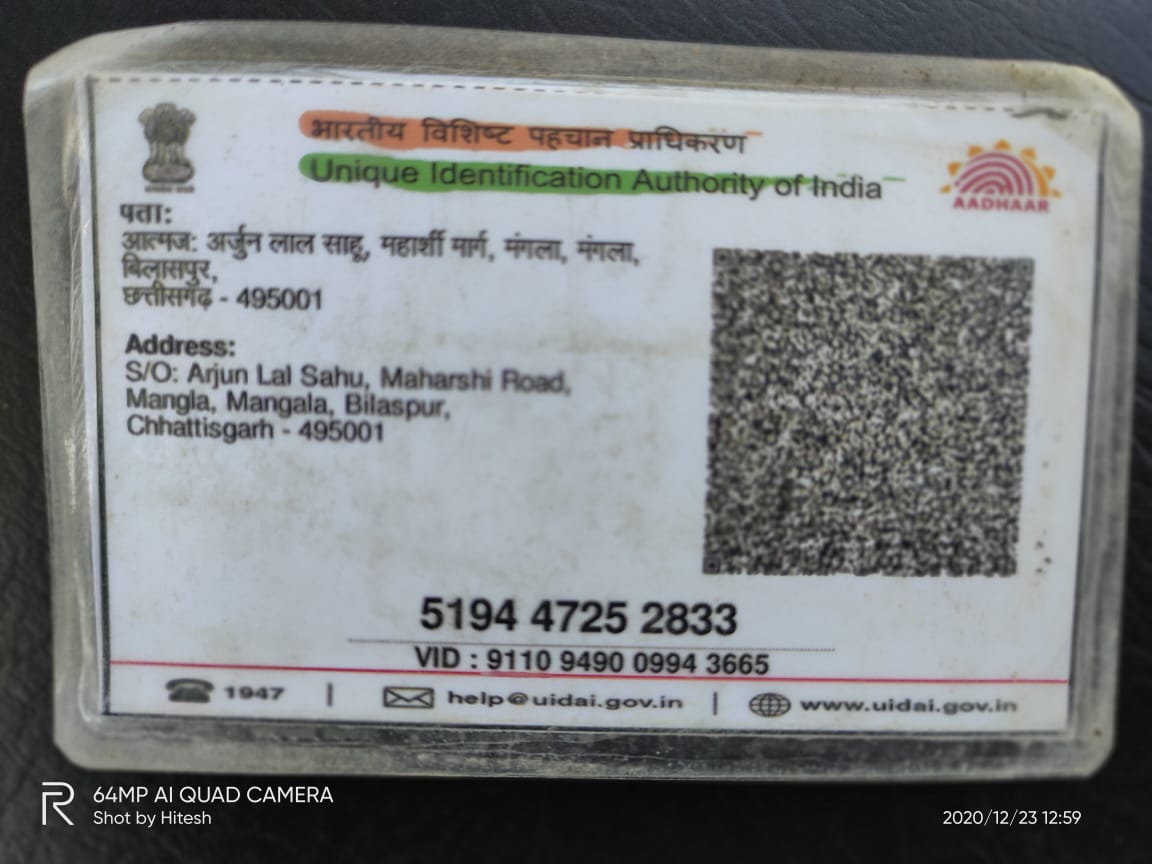 भारतीय विशिष्ट पहचान प्राधिकरण
Unique Identification Authority of India
AADHAAR
पता:
आत्मज: अर्जुन लाल साहू, महार्शी मार्ग, मंगला, मंगला,
बिलासपुर,
छत्तीसगढ़ - 495001
Address:
S/O: Arjun Lal Sahu, Maharshi Road,
Mangla, Mangala, Bilaspur,
Chhattisgarh - 495001
5194 4725 2833
VID : 9110 9490 0994 3665
1947 | help@uidai.gov.in | www.uidai.gov.in
64MP AI QUAD CAMERA
Shot by Hitesh
2020/12/23 12:59